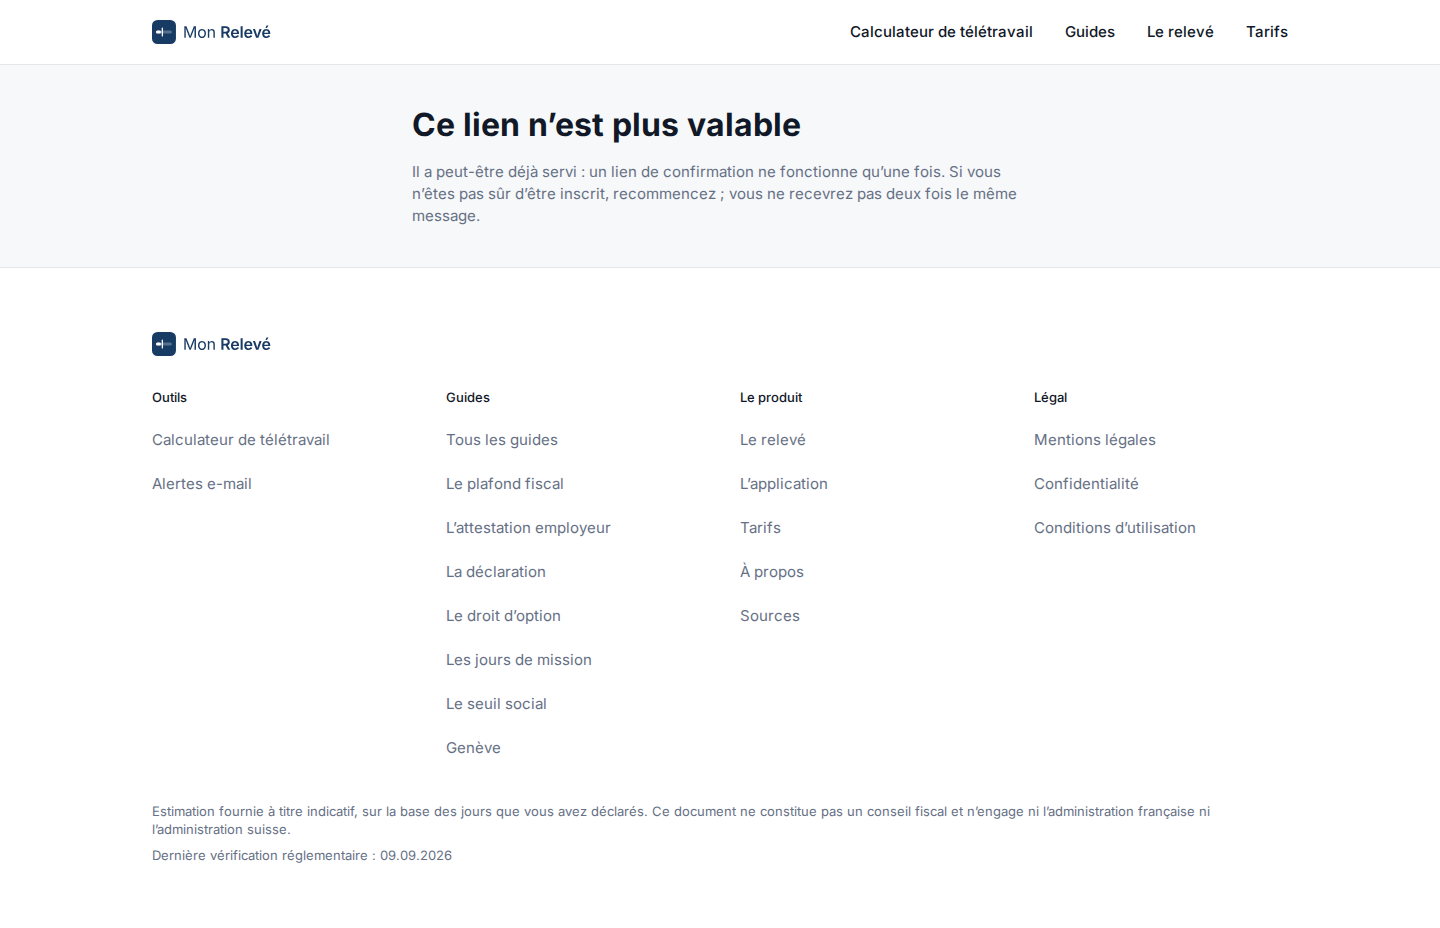 Mon Relevé
Calculateur de télétravail
Guides
Le relevé
Tarifs
Ce lien n’est plus valable
Il a peut-être déjà servi : un lien de confirmation ne fonctionne qu’une fois. Si vous
n’êtes pas sûr d’être inscrit, recommencez ; vous ne recevrez pas deux fois le même
message.
Mon Relevé
Outils
Calculateur de télétravail
Alertes e-mail
Guides
Tous les guides
Le plafond fiscal
L’attestation employeur
La déclaration
Le droit d’option
Les jours de mission
Le seuil social
Genève
Le produit
Le relevé
L’application
Tarifs
À propos
Sources
Légal
Mentions légales
Confidentialité
Conditions d’utilisation
Estimation fournie à titre indicatif, sur la base des jours que vous avez déclarés. Ce document ne constitue pas un conseil fiscal et n’engage ni l’administration française ni
l’administration suisse.
Dernière vérification réglementaire : 09.09.2026